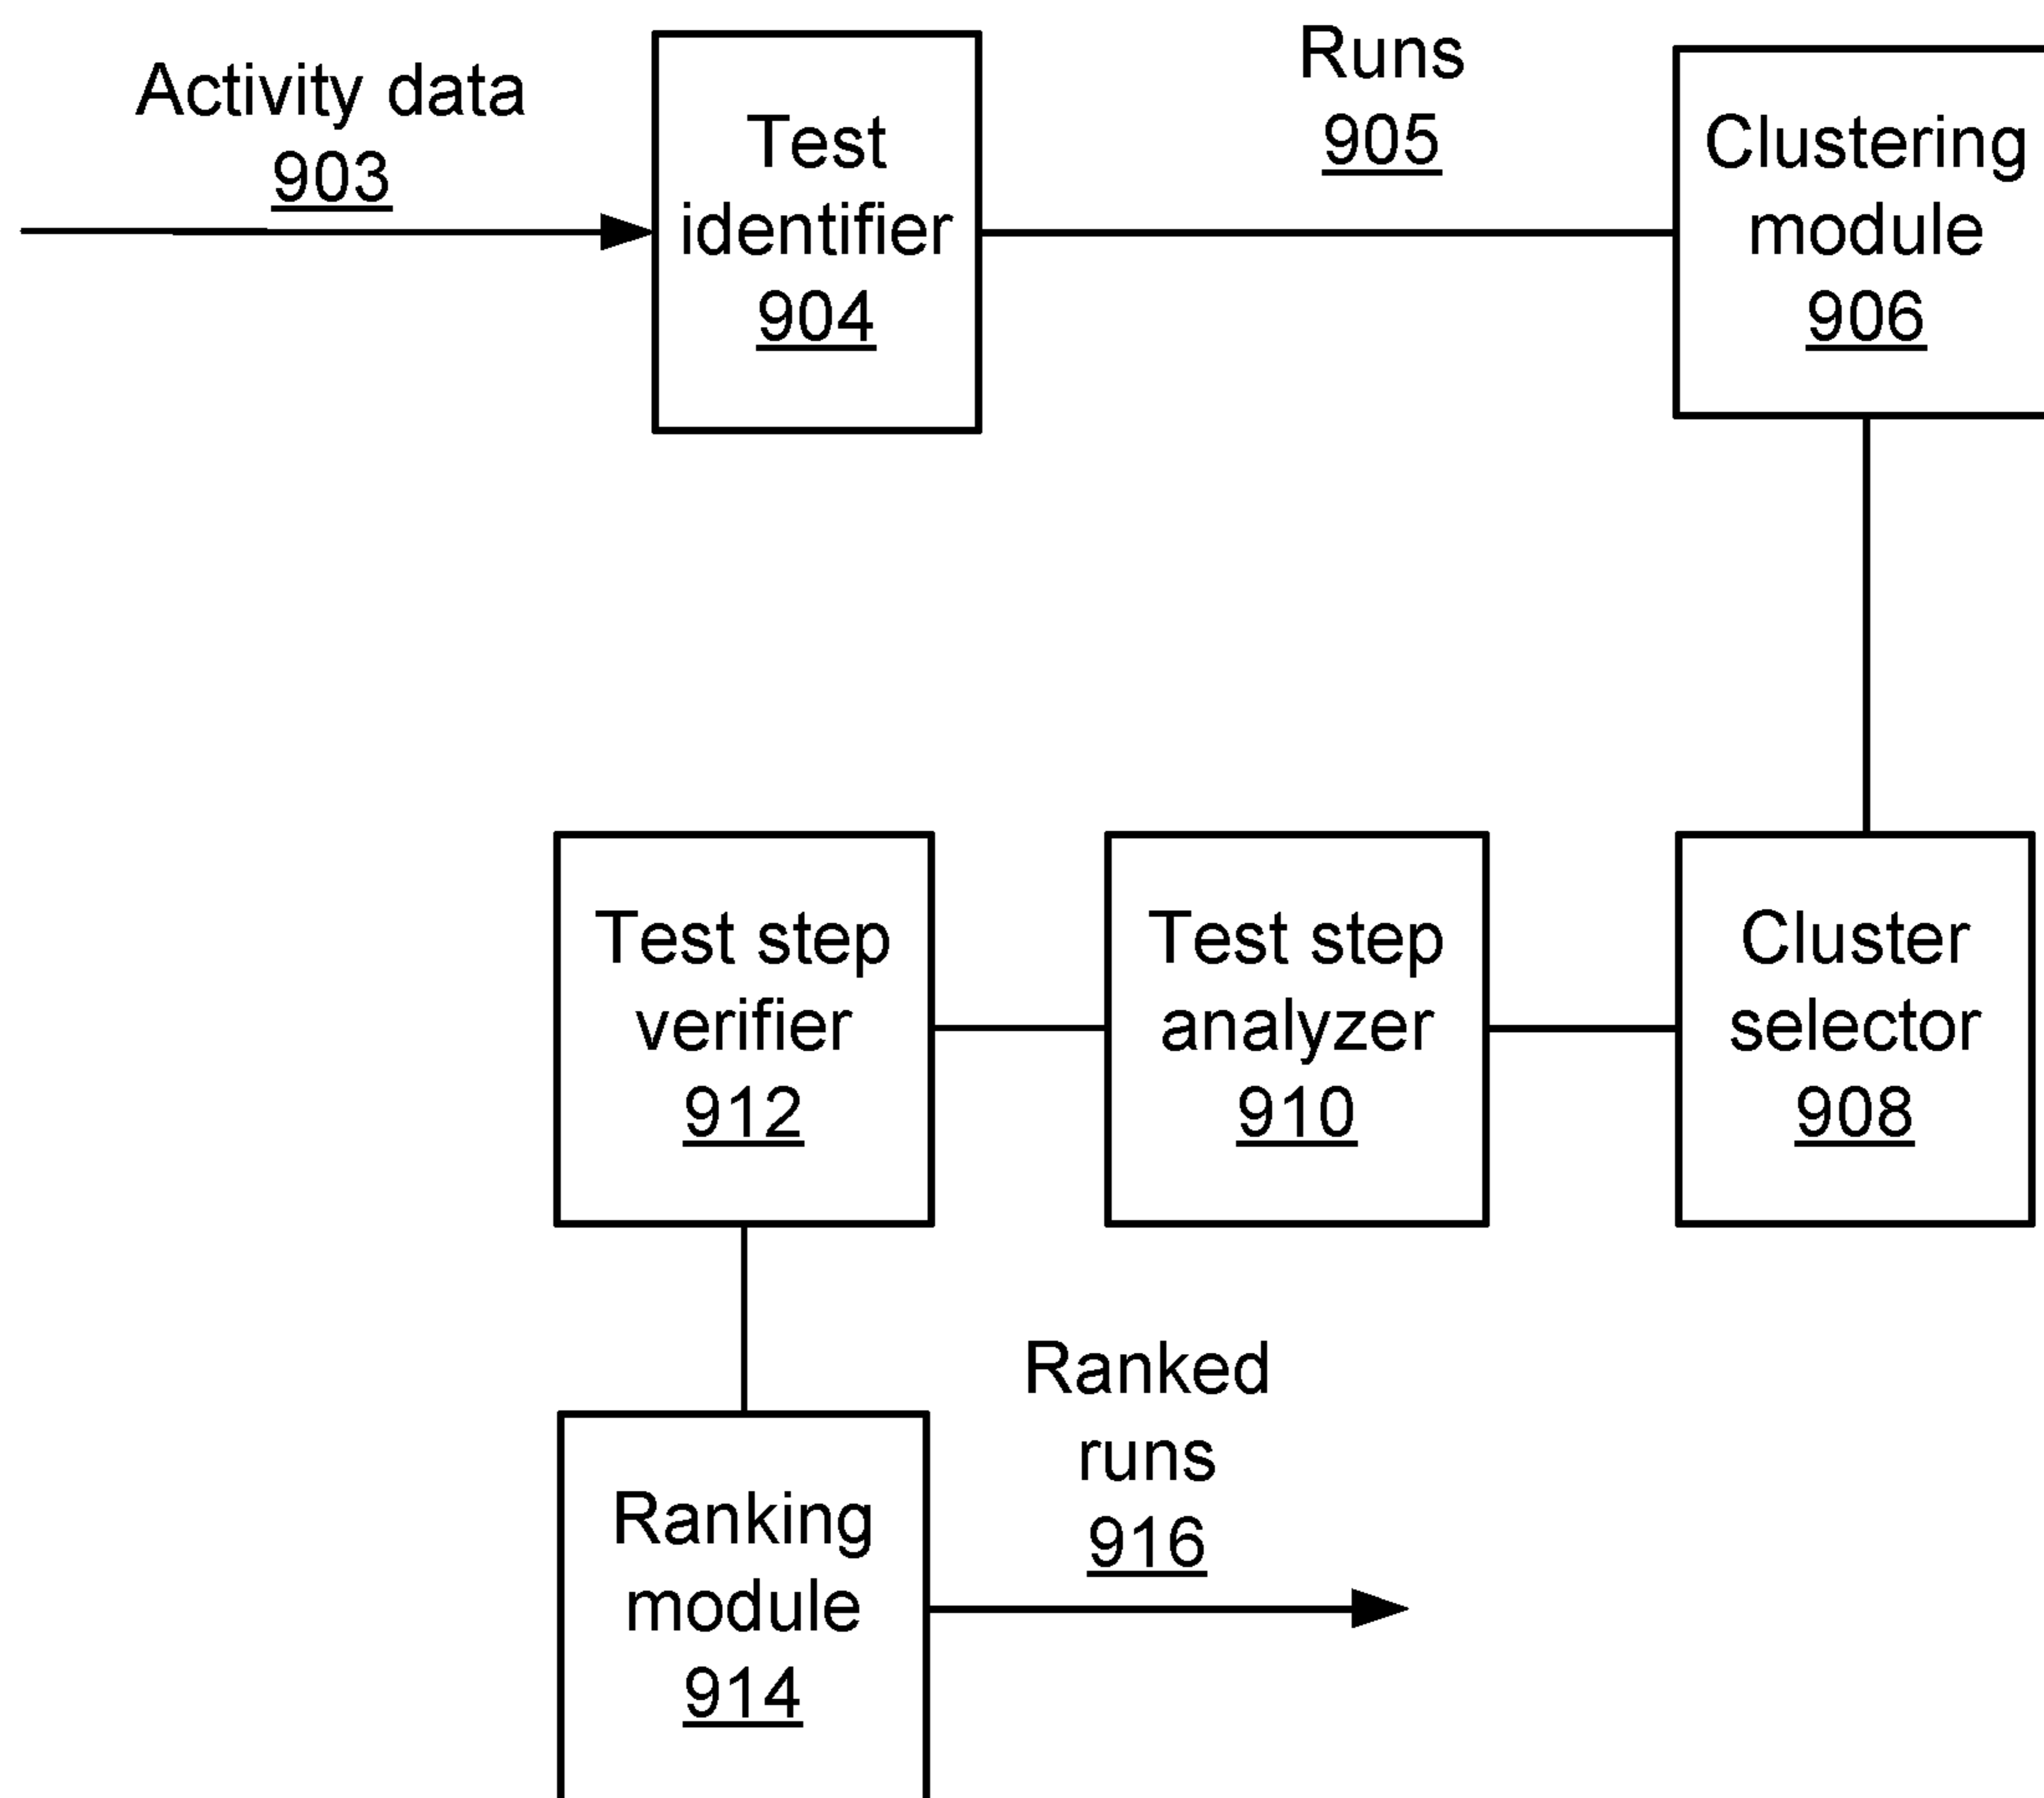 Activity data
903
Test
identifier
904
Runs
905
Clustering
module
906
Test step
verifier
912
Test step
analyzer
910
Cluster
selector
908
Ranking
module
914
Ranked
runs
916